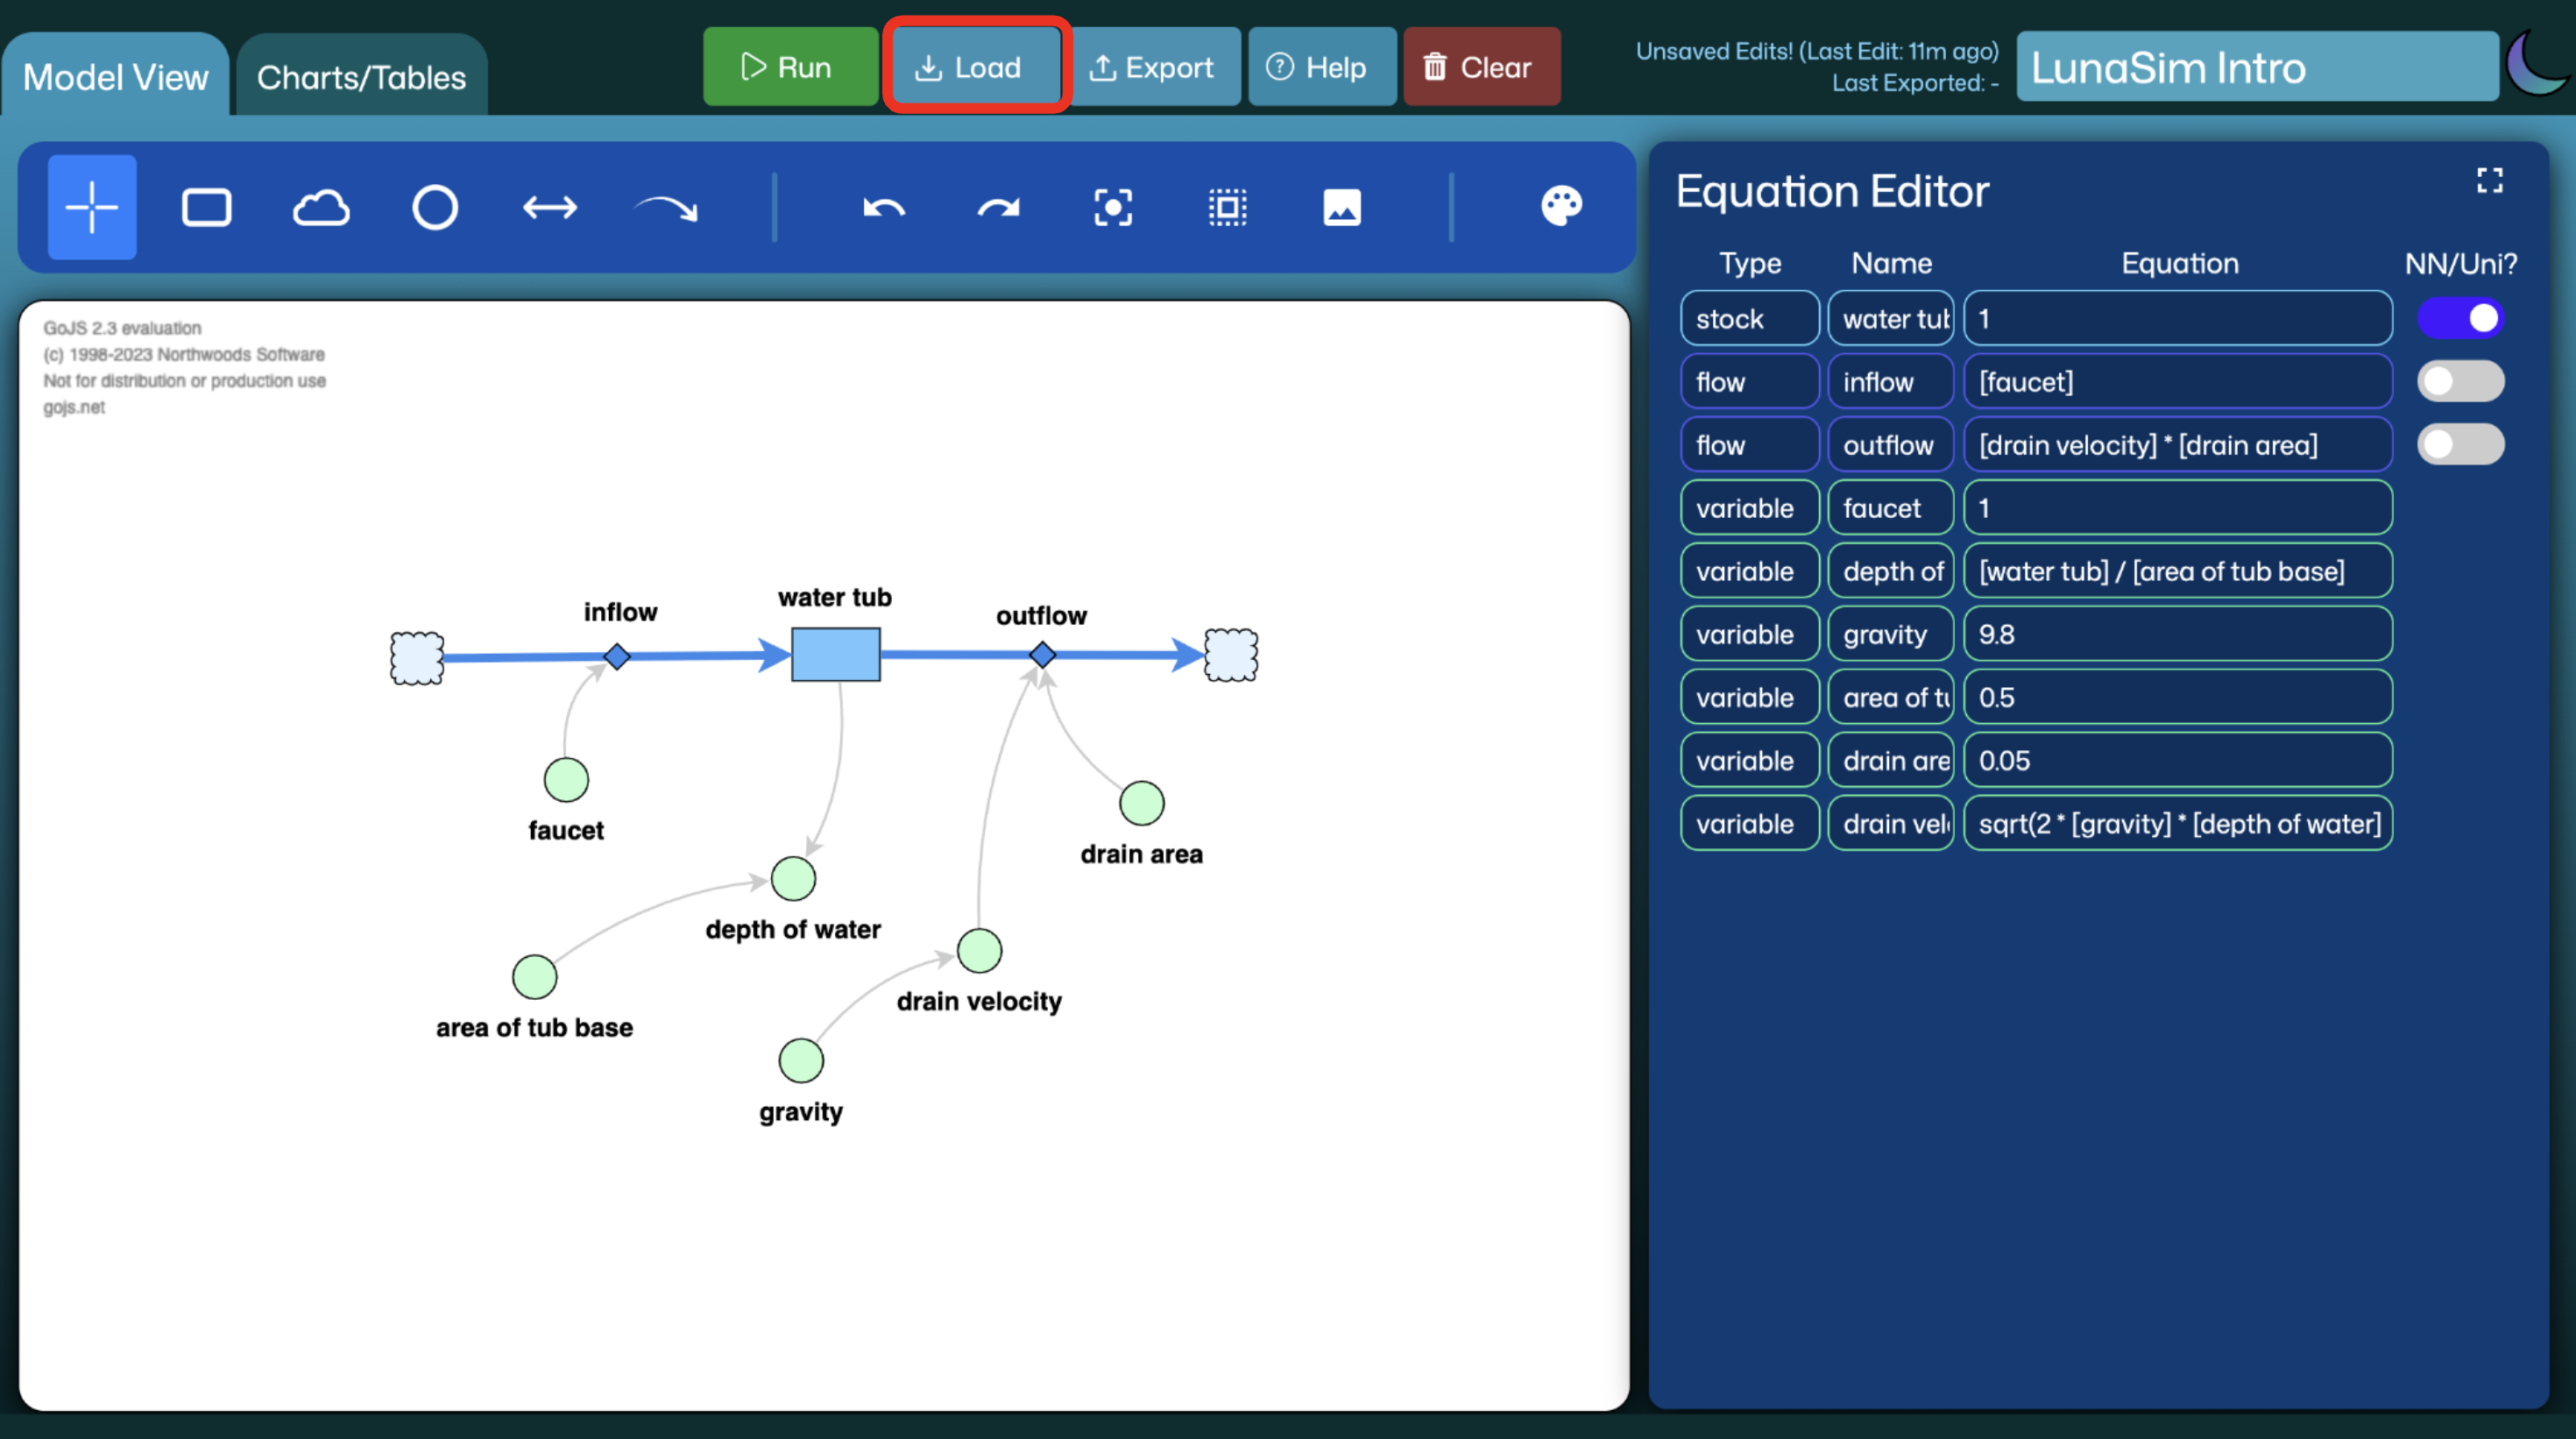 Model View
Charts/Tables
Run
Load
Export
Help
Clear
Unsaved Edits! (Last Edit: 11m ago)
Last Exported: -
LunaSim Intro
GoJS 2.3 evaluation
(c) 1998-2023 Northwoods Software
Not for distribution or production use
gojs.net
inflow
water tub
outflow
faucet
drain area
depth of water
drain velocity
area of tub base
gravity
Equation Editor
Type Name Equation NN/Uni?
stock water tub 1
flow inflow [faucet]
flow outflow [drain velocity] * [drain area]
variable faucet 1
variable depth of [water tub] / [area of tub base]
variable gravity 9.8
variable area of tu 0.5
variable drain are 0.05
variable drain vel sqrt(2 * [gravity] * [depth of water]